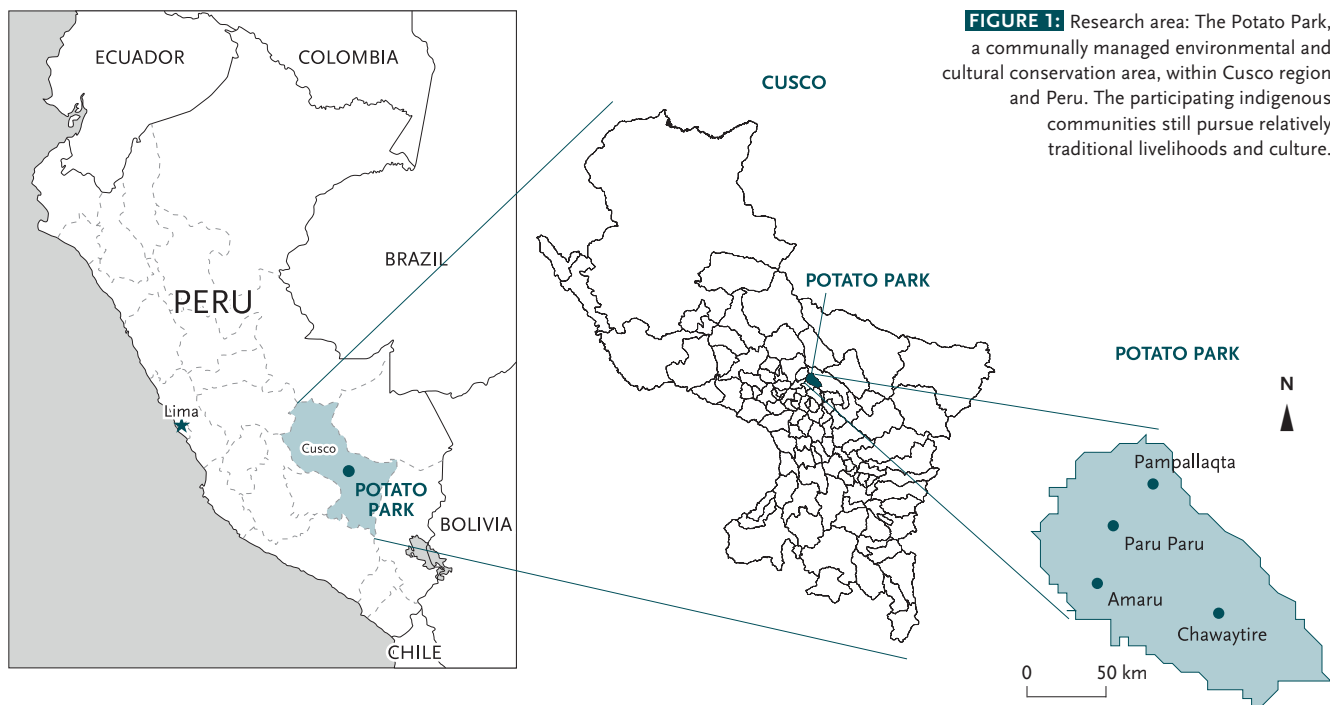 ECUADOR
COLOMBIA
BRAZIL
PERU
Lima
Cusco
POTATO
PARK
BOLIVIA
CHILE
CUSCO
POTATO PARK
FIGURE 1: Research area: The Potato Park,
a communally managed environmental and
cultural conservation area, within Cusco region
and Peru. The participating indigenous
communities still pursue relatively
traditional livelihoods and culture.
POTATO PARK
N
Pampallaqta
Paru Paru
Amaru
Chawaytire
0 50 km